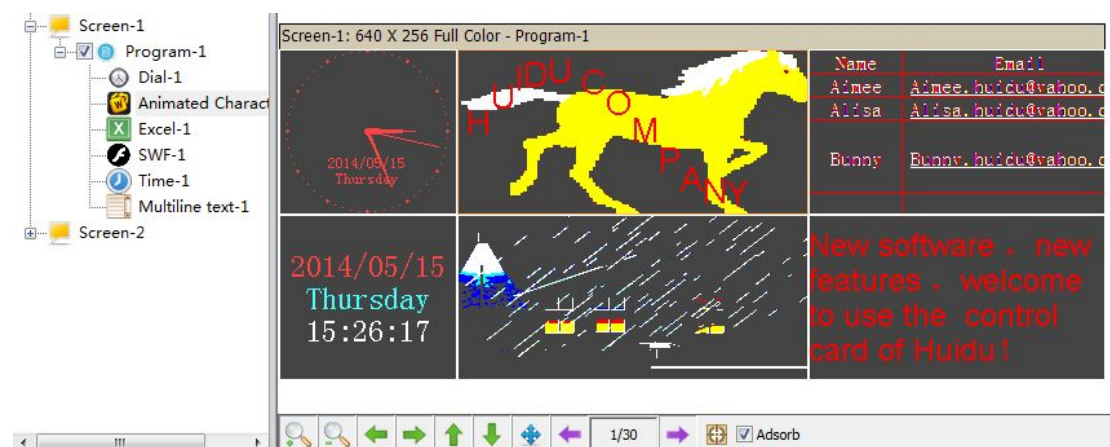 Screen-1
Program-1
Dial-1
Animated Charact
Excel-1
SWF-1
Time-1
Multiline text-1
Screen-2
Screen-1: 640 X 256 Full Color - Program-1
2014/05/15
Thursday
HUIDU COMPANY
Name Email
Aimee Aimee.huidu@yahoo.c
Alisa Alisa.huidu@yahoo.c
Bunny Bunny.huidu@yahoo.c
2014/05/15
Thursday
15:26:17
New software . new
features . welcome
to use the control
card of Huidu!
1/30
Adsorb